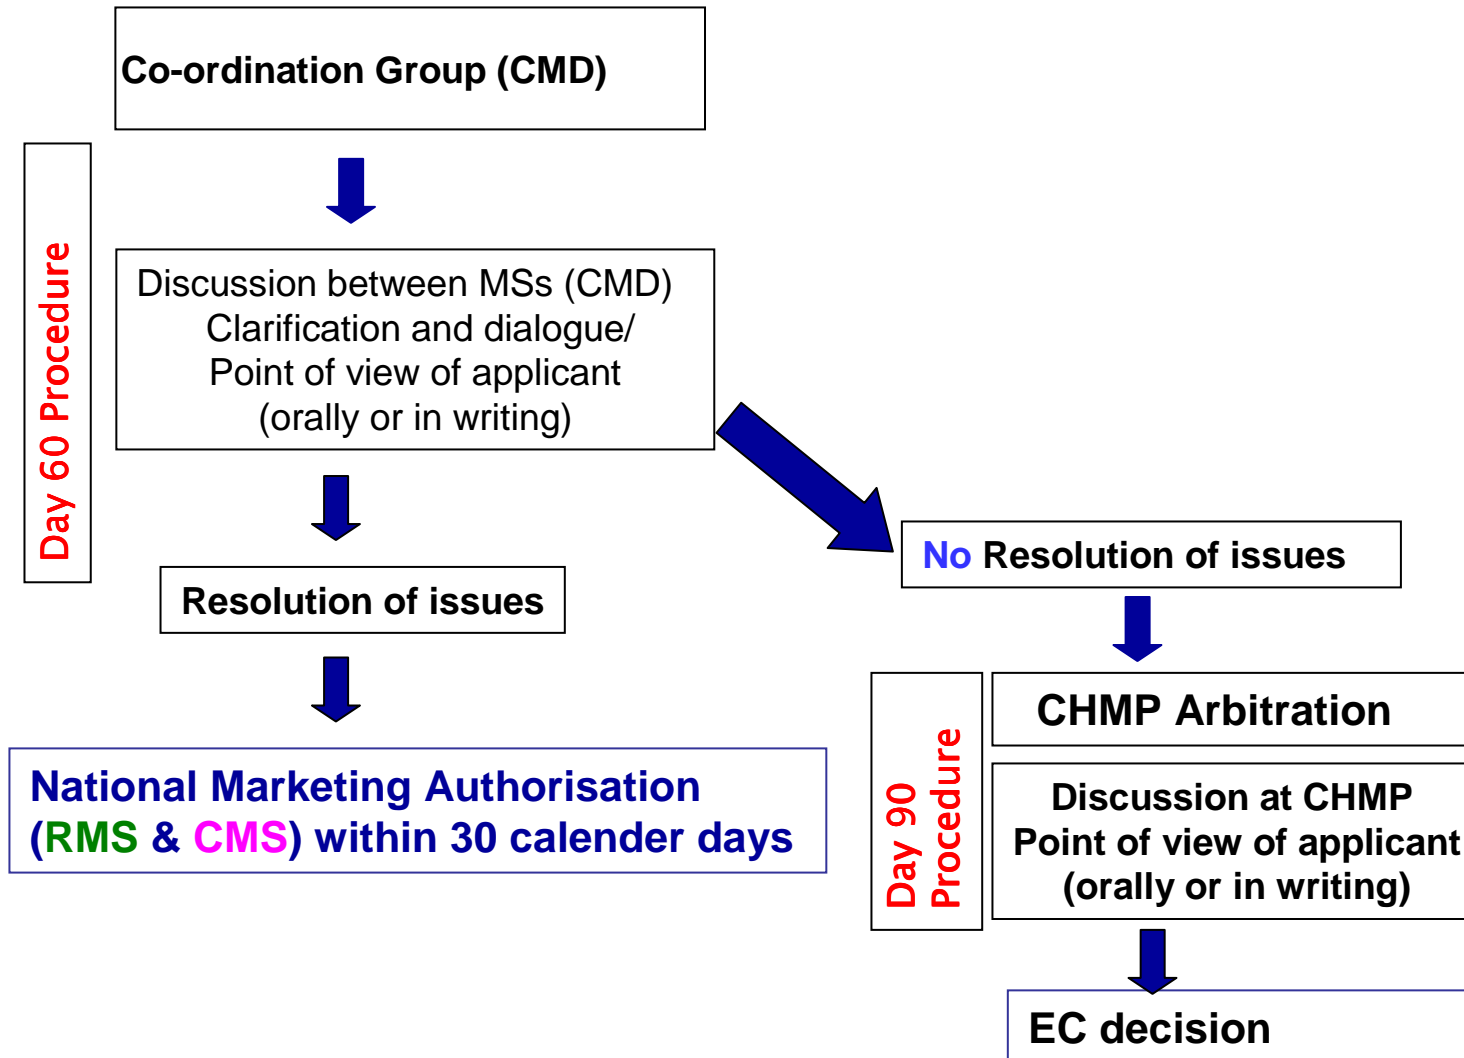 Co-ordination Group (CMD)
Day 60 Procedure
Discussion between MSs (CMD)
Clarification and dialogue/
Point of view of applicant
(orally or in writing)
Resolution of issues
No Resolution of issues
National Marketing Authorisation
(RMS & CMS) within 30 calender days
Day 90
Procedure
CHMP Arbitration
Discussion at CHMP
Point of view of applicant
(orally or in writing)
EC decision